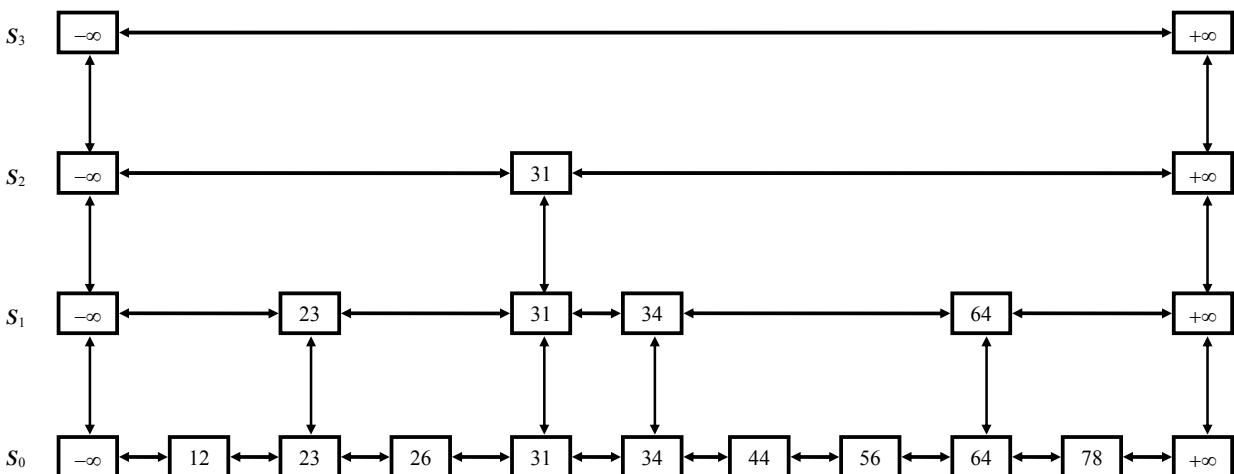 S3 −∞ +∞
S2 −∞ 31 +∞
S1 −∞ 23 31 34 64 +∞
S0 −∞ 12 23 26 31 34 44 56 64 78 +∞